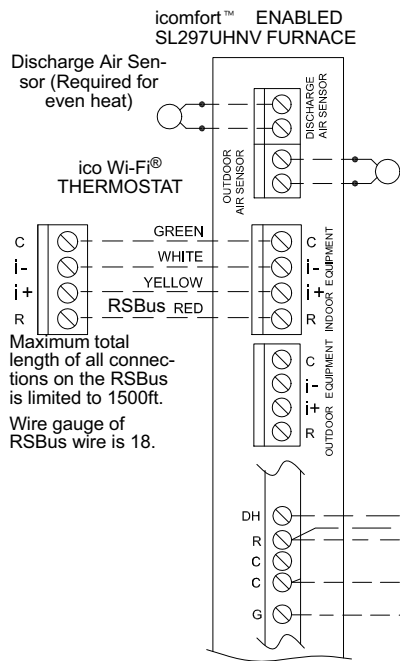 icomfort™ ENABLED
SL297UHNV FURNACE
Discharge Air Sen-
sor (Required for
even heat)
DISCHARGE
AIR SENSOR
OUTDOOR
AIR SENSOR
ico Wi-Fi®
THERMOSTAT
C
GREEN
C
i-
WHITE
i-
i+
YELLOW
i+
R
RSBus RED
R
INDOOR EQUIPMENT
Maximum total
length of all connec-
tions on the RSBus
is limited to 1500ft.
Wire gauge of
RSBus wire is 18.
C
i-
i+
R
OUTDOOR EQUIPMENT
DH
R
C
C
G